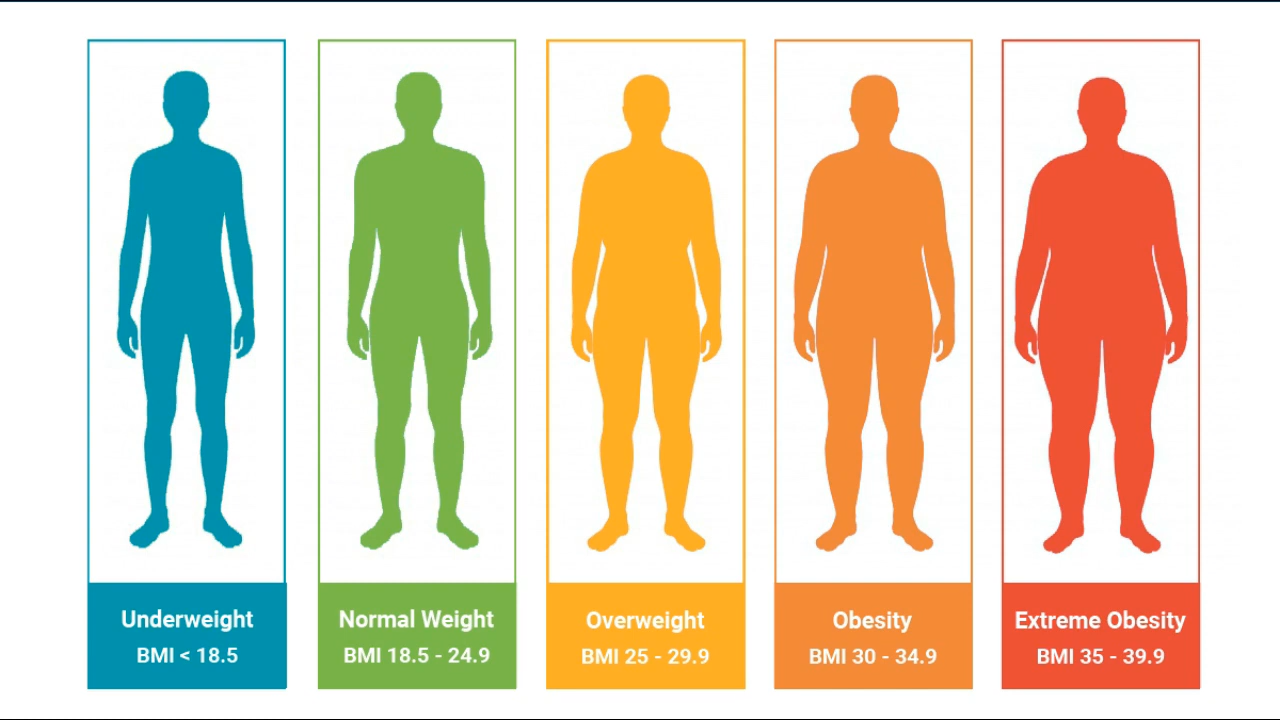 Underweight
BMI < 18.5
Normal Weight
BMI 18.5 - 24.9
Overweight
BMI 25 - 29.9
Obesity
BMI 30 - 34.9
Extreme Obesity
BMI 35 - 39.9